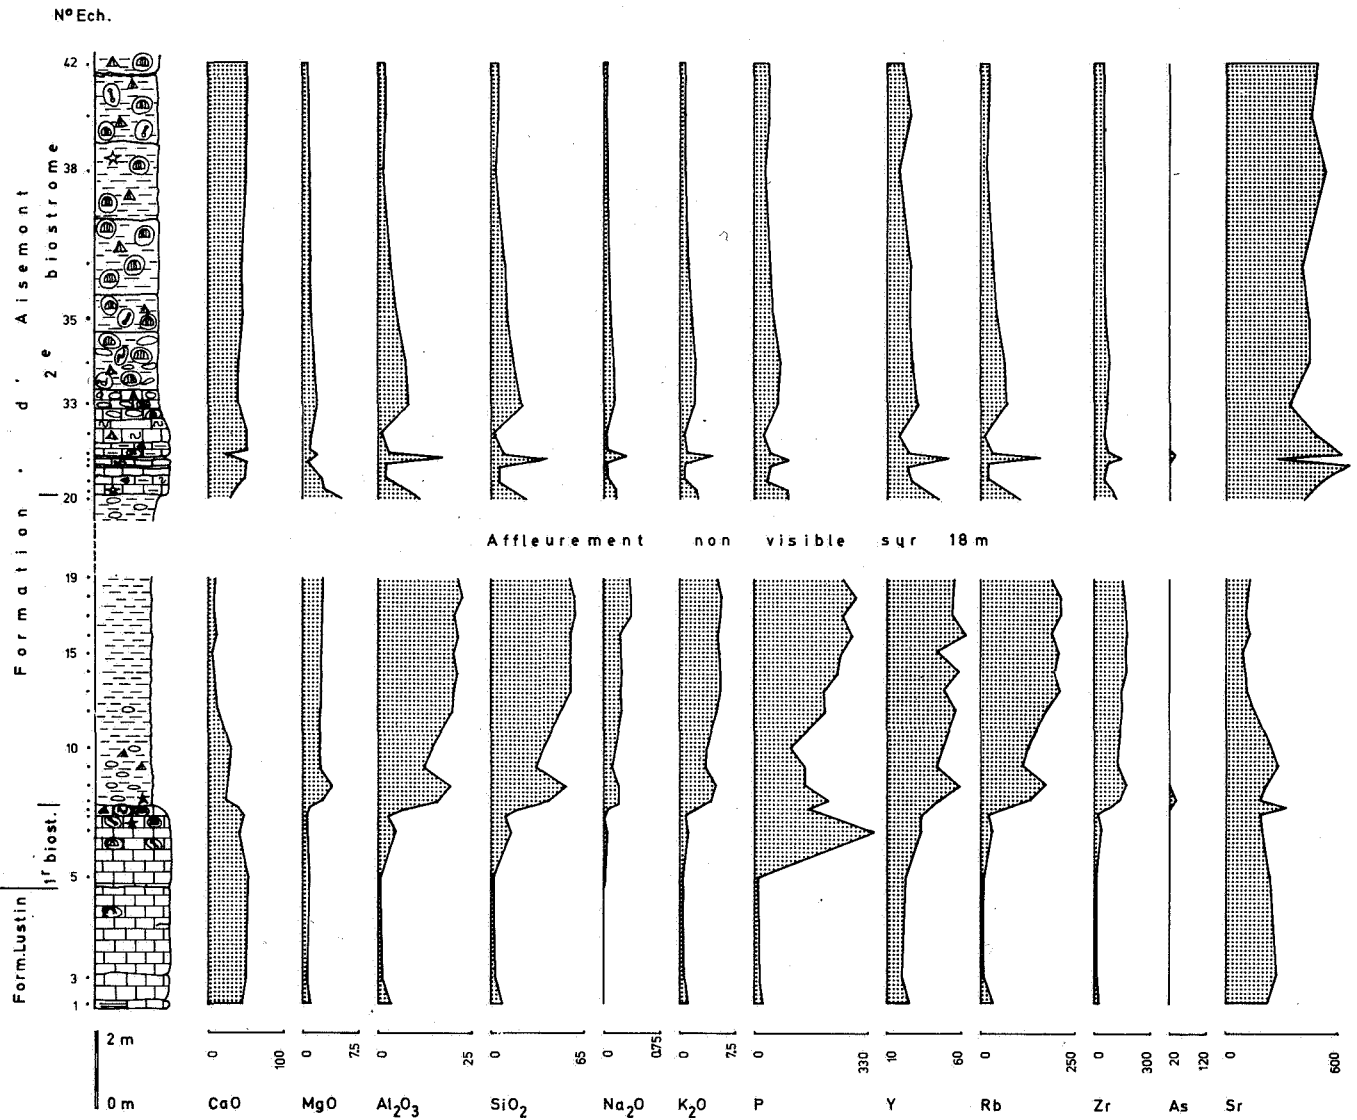 N° Ech.
42
38
35
33
20
19
15
10
5
3
1
Formation d' Aisemont
2e biostrome
1r biost.
Form. Lustin
Affleurement non visible syr 18 m
2 m
0 m
0 100
0 7.5
0 25
0 65
0 0.75
0 7.5
0 330
10 60
0 250
0 300
20 120
0 600
CaO MgO Al2O3 SiO2 Na2O K2O P Y Rb Zr As Sr